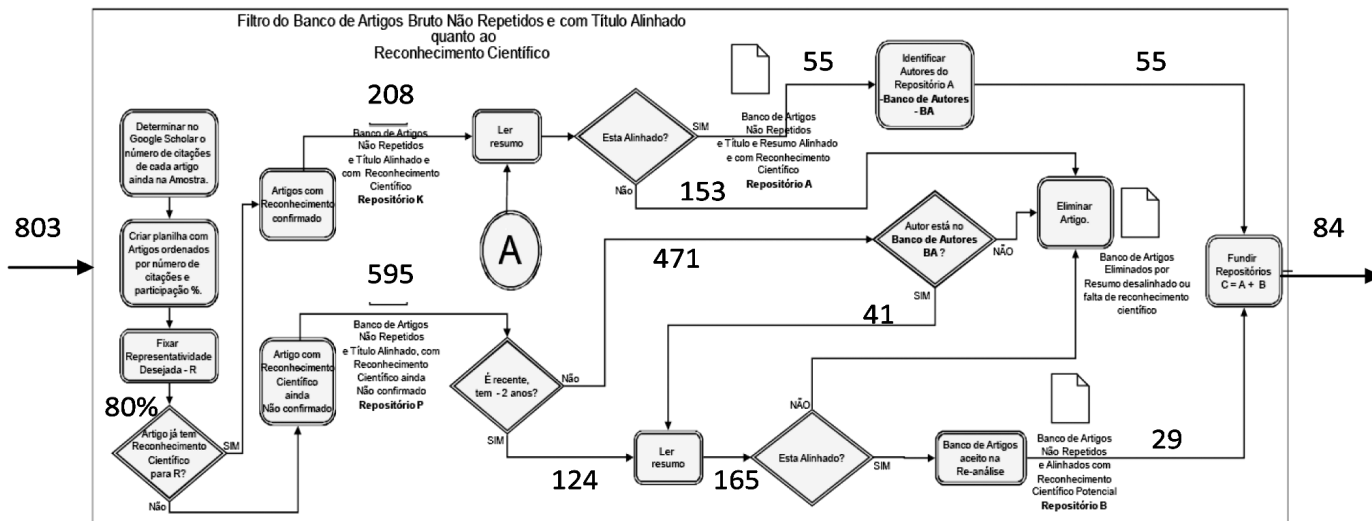 Filtro do Banco de Artigos Bruto Não Repetidos e com Título Alinhado
quanto ao
Reconhecimento Científico
803
Determinar no
Google Scholar o
número de citações
de cada artigo
ainda na Amostra.
Criar planilha com
Artigos ordenados
por número de
citações e
participação %.
Fixar
Representatividade
Desejada - R
80%
Artigo já tem
Reconhecimento
Científico
para R?
SIM
Não
Artigos com
Reconhecimento
confirmado
208
Banco de Artigos
Não Repetidos
e Título Alinhado e
com Reconhecimento
Científico
Repositório K
Ler
resumo
A
Esta Alinhado?
SIM
Não
Banco de Artigos
Não Repetidos
e Título e Resumo Alinhado
e com Reconhecimento
Científico
Repositório A
55
Identificar
Autores do
Repositório A
-Banco de Autores
- BA
55
153
Artigo com
Reconhecimento
Científico
ainda
Não confirmado
595
Banco de Artigos
Não Repetidos
e Título Alinhado, com
Reconhecimento
Científico ainda
Não confirmado
Repositório P
É recente,
tem - 2 anos?
Não
SIM
471
Autor está no
Banco de Autores
BA ?
NÃO
SIM
41
Eliminar
Artigo.
Banco de Artigos
Eliminados por
Resumo desalinhado ou
falta de reconhecimento
científico
124
Ler
resumo
165
Esta Alinhado?
NÃO
SIM
Banco de Artigos
aceito na
Re-análise
Banco de Artigos
Não Repetidos
e Alinhados com
Reconhecimento
Científico Potencial
Repositório B
29
Fundir
Repositórios
C = A + B
84